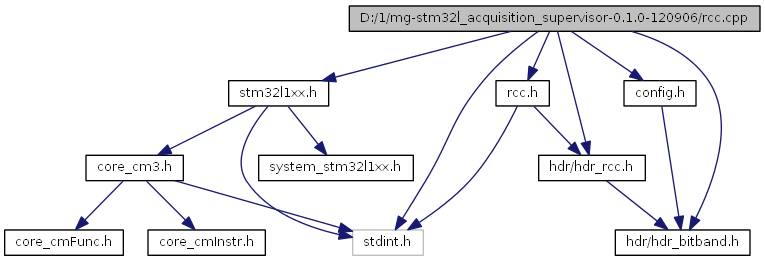 D:/1/mg-stm32l_acquisition_supervisor-0.1.0-120906/rcc.cpp
stm32l1xx.h
rcc.h
config.h
core_cm3.h
system_stm32l1xx.h
hdr/hdr_rcc.h
core_cmFunc.h
core_cmInstr.h
stdint.h
hdr/hdr_bitband.h